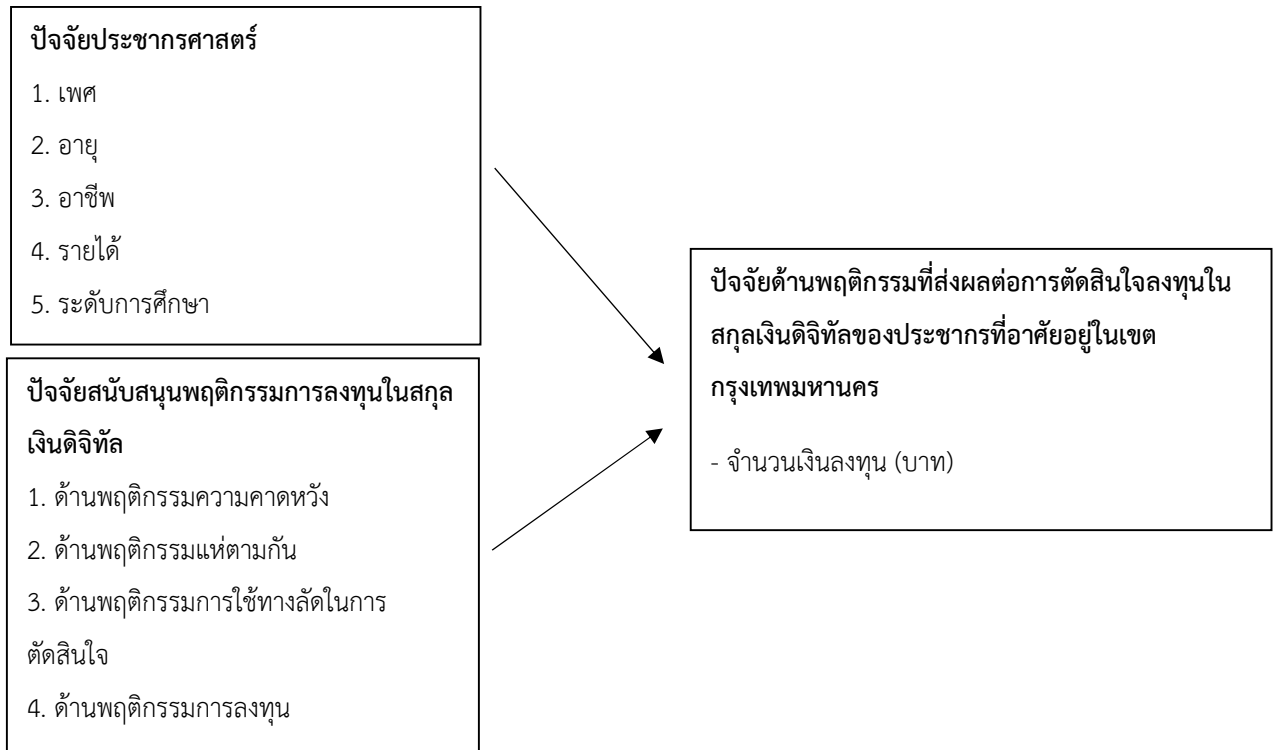 ปัจจัยประชากรศาสตร์
1. เพศ
2. อายุ
3. อาชีพ
4. รายได้
5. ระดับการศึกษา
ปัจจัยสนับสนุนพฤติกรรมการลงทุนในสกุล
เงินดิจิทัล
1. ด้านพฤติกรรมความคาดหวัง
2. ด้านพฤติกรรมแห่ตามกัน
3. ด้านพฤติกรรมการใช้ทางลัดในการ
ตัดสินใจ
4. ด้านพฤติกรรมการลงทุน
ปัจจัยด้านพฤติกรรมที่ส่งผลต่อการตัดสินใจลงทุนใน
สกุลเงินดิจิทัลของประชากรที่อาศัยอยู่ในเขต
กรุงเทพมหานคร
- จำนวนเงินลงทุน (บาท)